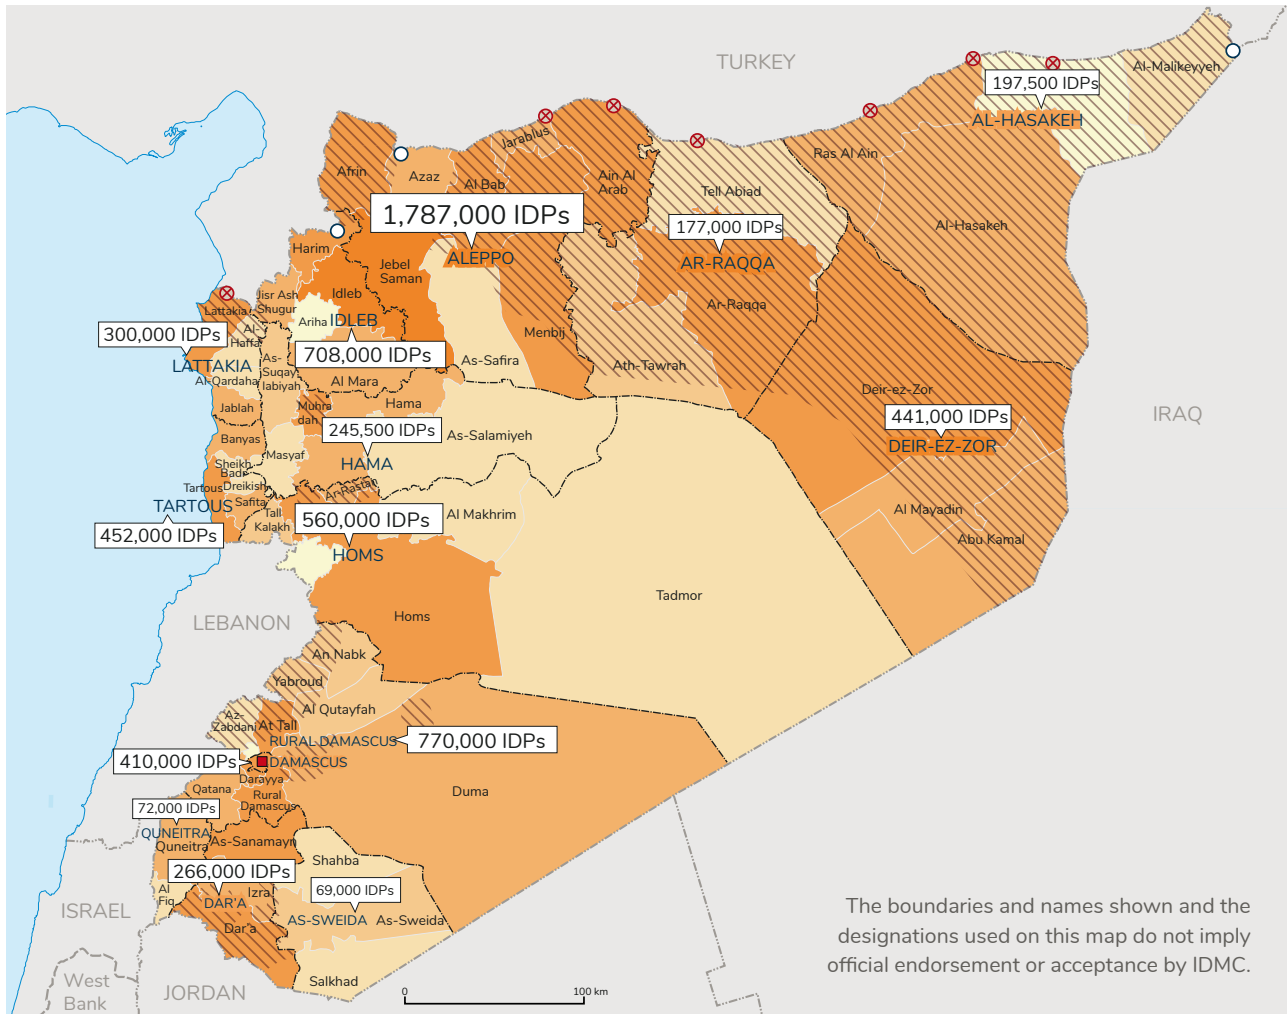 TURKEY
Al-Malikeyyeh
197,500 IDPs
AL-HASAKEH
Jarablus
Ras Al Ain
Afrin
Azaz
Al Bab
Ain Al
Arab
Tell Abiad
1,787,000 IDPs
177,000 IDPs
Al-Hasakeh
Harim
ALEPPO
AR-RAQQA
Jebel
Saman
Idleb
Jisr Ash
Shugur
Ar-Raqqa
Lattakia
Ariha
IDLEB
Al-
Haffa
300,000 IDPs
Menbij
708,000 IDPs
As-Safira
Ath-Tawrah
LATTAKIA
As-
Suqay
labiyah
Al-Qardaha
Al Mara
Deir-ez-Zor
Jablah
Muhra
dah
Hama
441,000 IDPs
IRAQ
245,500 IDPs
As-Salamiyeh
Banyas
DEIR-EZ-ZOR
Masyaf
HAMA
Sheikh
Badr
Dreikish
Tartous
Ar-Rastan
TARTOUS
Safita
Tall
Kalakh
560,000 IDPs
Al Makhrim
Al Mayadin
452,000 IDPs
Abu Kamal
HOMS
Tadmor
LEBANON
Homs
An Nabk
Yabroud
Az-
Zabdani
At Tall
Al Qutayfah
RURAL DAMASCUS
770,000 IDPs
410,000 IDPs
DAMASCUS
Darayya
Qatana
Rural
Damascus
Duma
72,000 IDPs
QUNEITRA
Quneitra
As-Sanamayn
Shahba
266,000 IDPs
69,000 IDPs
Al
Fiq
DAR'A
Izra
AS-SWEIDA
As-Sweida
ISRAEL
Dar'a
The boundaries and names shown and the
designations used on this map do not imply
official endorsement or acceptance by IDMC.
West
Bank
JORDAN
Salkhad
0
100 km